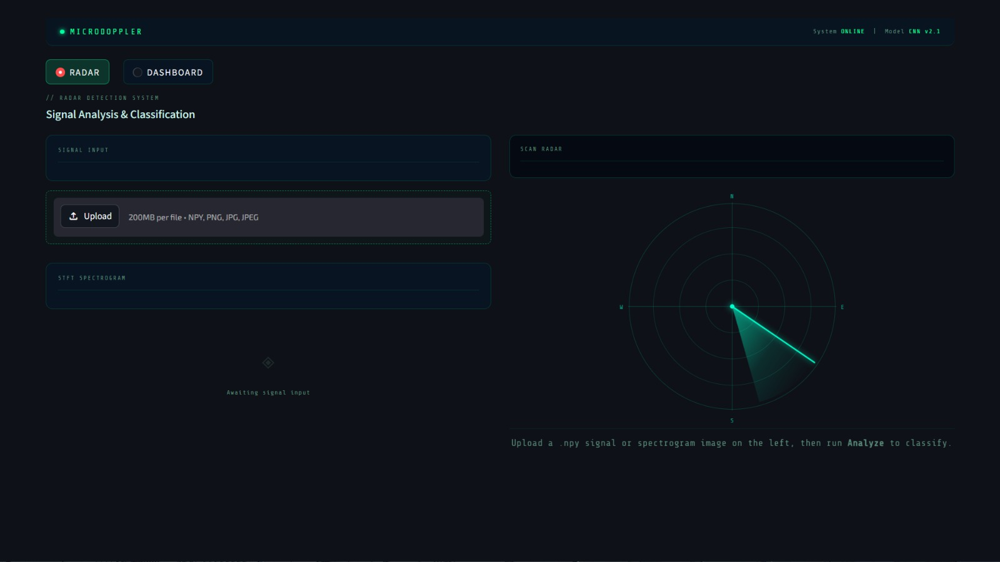 MICRODOPPLER
System ONLINE | Model CNN v2.1
RADAR
DASHBOARD
// RADAR DETECTION SYSTEM
Signal Analysis & Classification
SIGNAL INPUT
Upload
200MB per file • NPY, PNG, JPG, JPEG
STFT SPECTROGRAM
Awaiting signal input
SCAN RADAR
N
W
E
S
Upload a .npy signal or spectrogram image on the left, then run Analyze to classify.